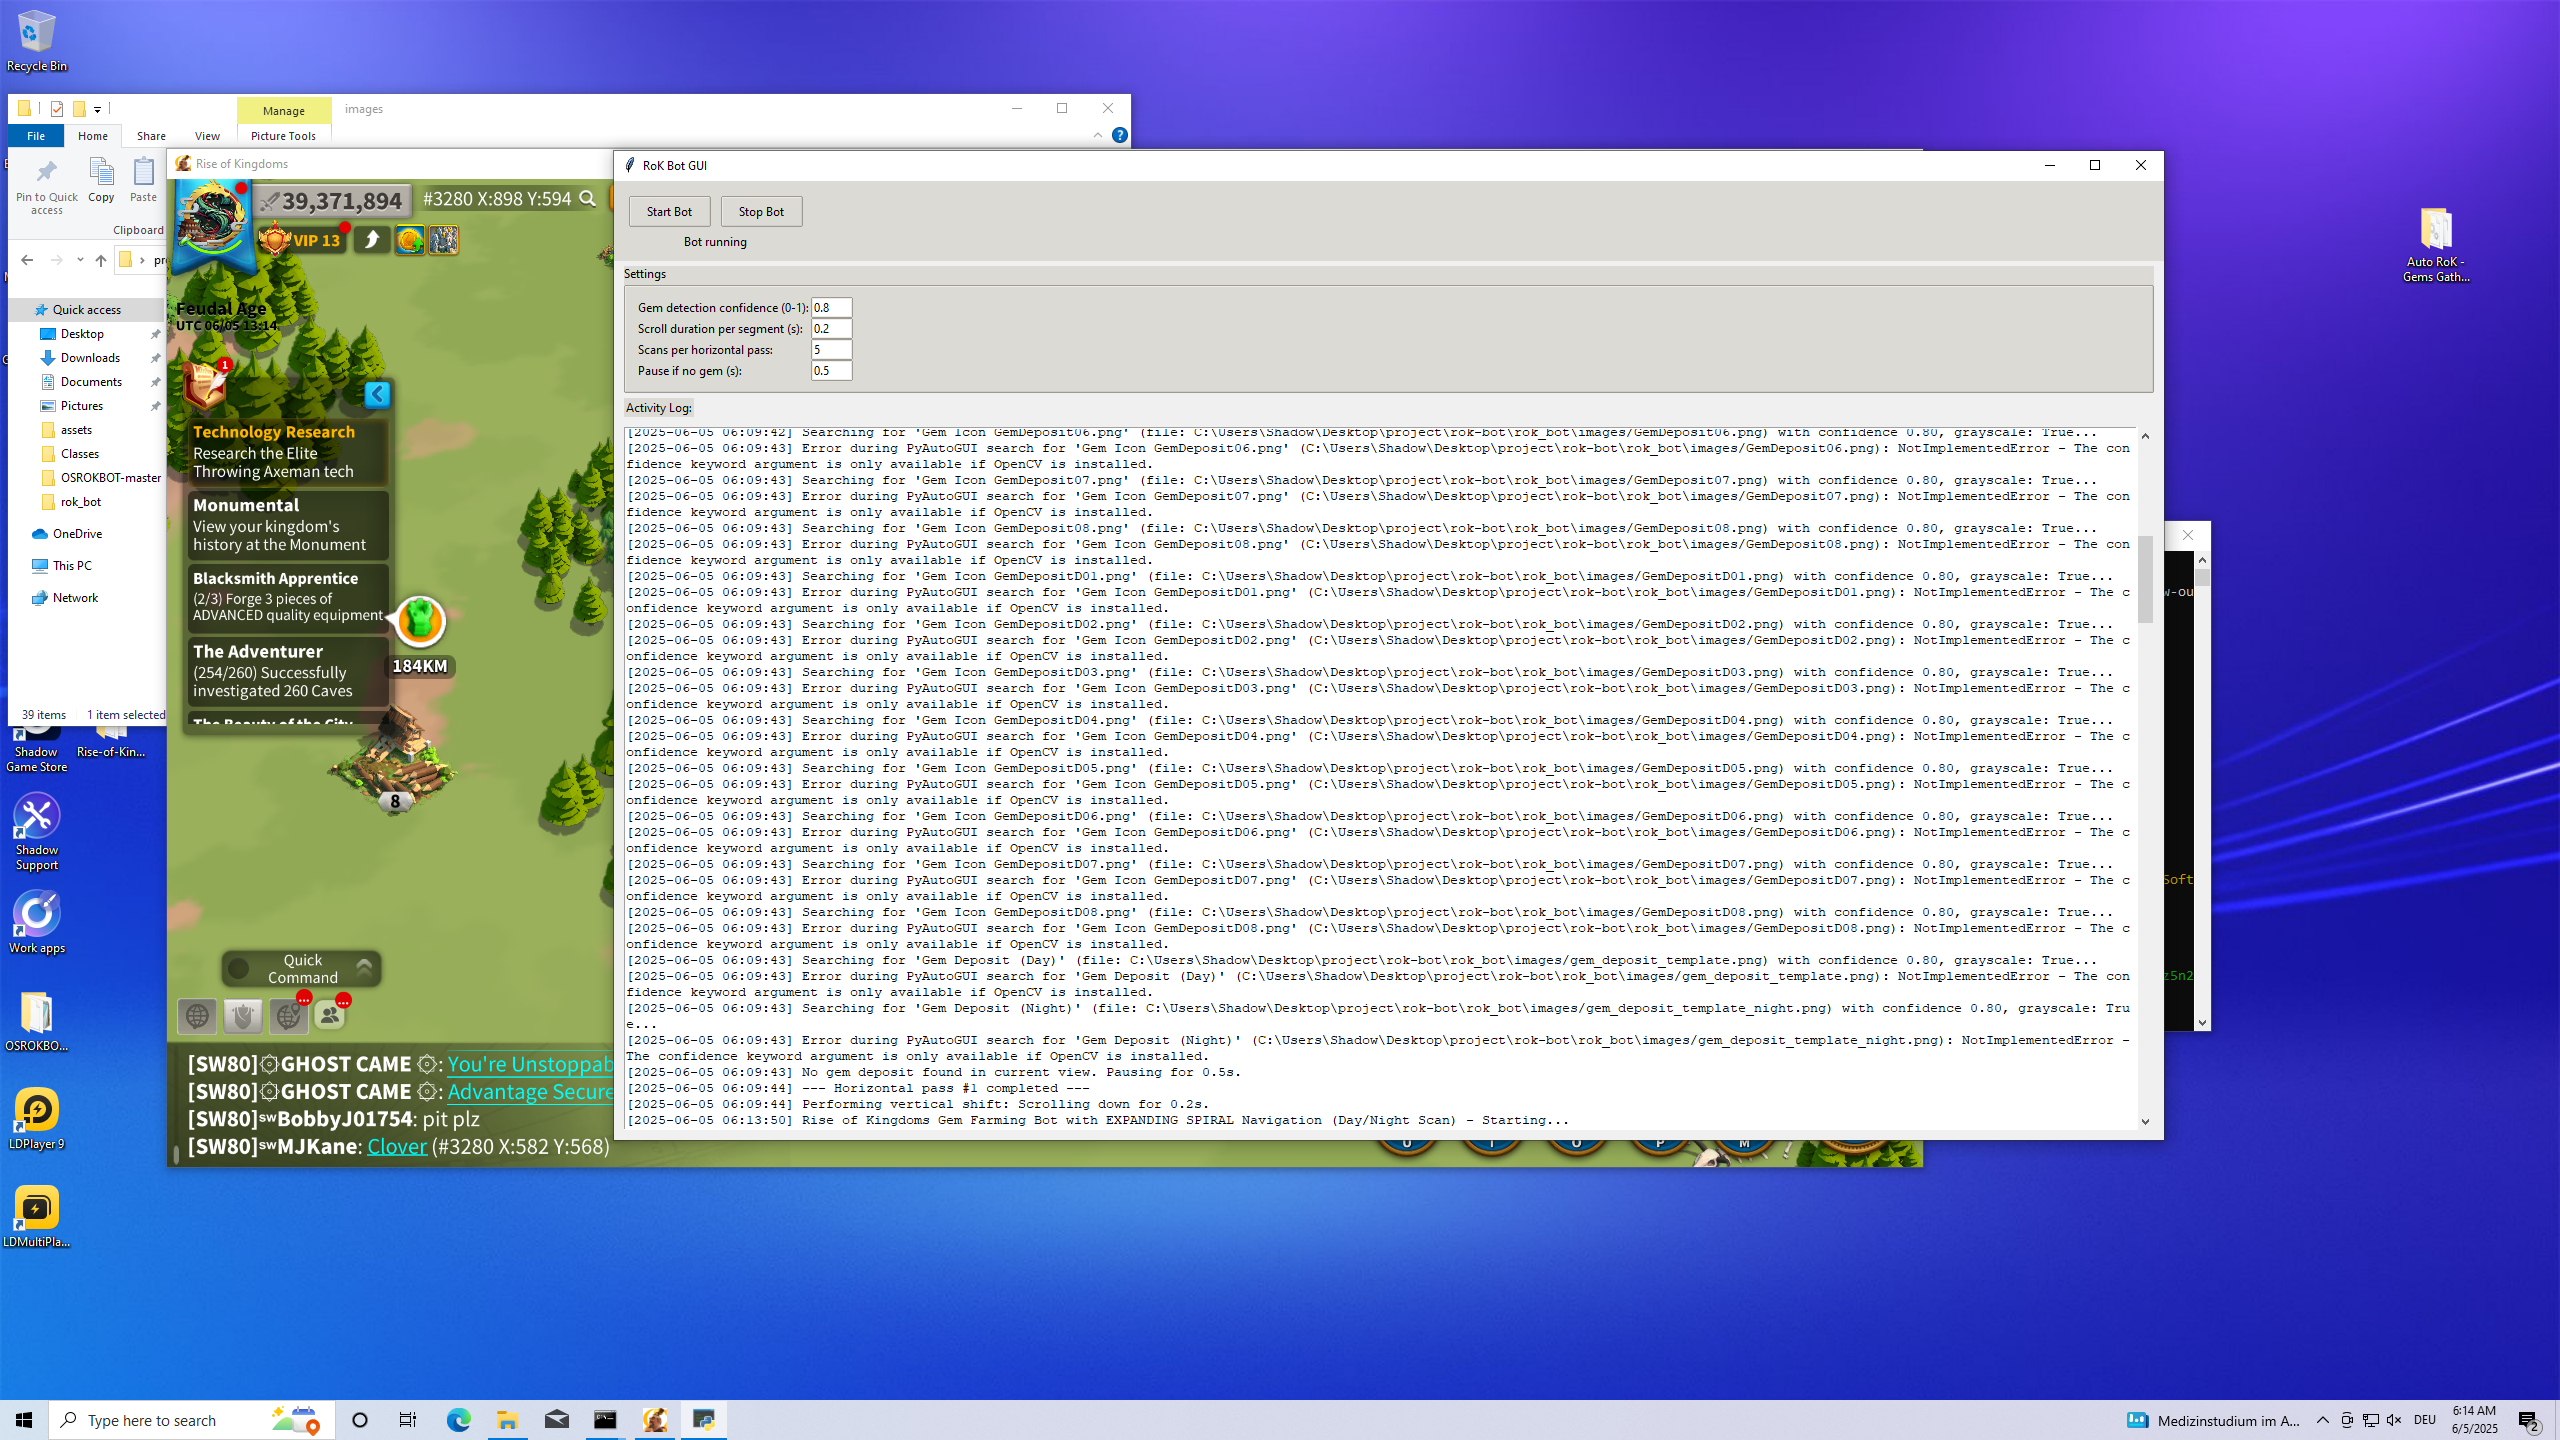 Recycle Bin
Manage
images
File
Home
Share
View
Picture Tools
Pin to Quick access
Copy
Paste
Clipboard
Quick access
Desktop
Downloads
Documents
Pictures
assets
Classes
OSROKBOT-master
rok_bot
OneDrive
This PC
Network
39 items
1 item selected
Rise of Kingdoms
39,371,894
#3280 X:898 Y:594
VIP 13
Feudal Age
UTC 06/05 13:14
1
Technology Research
Research the Elite
Throwing Axeman tech
Monumental
View your kingdom's
history at the Monument
Blacksmith Apprentice
(2/3) Forge 3 pieces of
ADVANCED quality equipment
The Adventurer
(254/260) Successfully
investigated 260 Caves
The Beauty of the City
184KM
8
Quick
Command
[SW80]۞GHOST CAME ۞: You're Unstoppab
[SW80]۞GHOST CAME ۞: Advantage Secure
[SW80]ˢʷBobbyJ01754: pit plz
[SW80]ˢʷMJKane: Clover (#3280 X:582 Y:568)
RoK Bot GUI
Start Bot
Stop Bot
Bot running
Settings
Gem detection confidence (0-1): 0.8
Scroll duration per segment (s): 0.2
Scans per horizontal pass: 5
Pause if no gem (s): 0.5
Activity Log:
[2025-06-05 06:09:42] Searching for 'Gem Icon GemDeposit06.png' (file: C:\Users\Shadow\Desktop\project\rok-bot\rok_bot\images/GemDeposit06.png) with confidence 0.80, grayscale: True...
[2025-06-05 06:09:43] Error during PyAutoGUI search for 'Gem Icon GemDeposit06.png' (C:\Users\Shadow\Desktop\project\rok-bot\rok_bot\images/GemDeposit06.png): NotImplementedError - The con
fidence keyword argument is only available if OpenCV is installed.
[2025-06-05 06:09:43] Searching for 'Gem Icon GemDeposit07.png' (file: C:\Users\Shadow\Desktop\project\rok-bot\rok_bot\images/GemDeposit07.png) with confidence 0.80, grayscale: True...
[2025-06-05 06:09:43] Error during PyAutoGUI search for 'Gem Icon GemDeposit07.png' (C:\Users\Shadow\Desktop\project\rok-bot\rok_bot\images/GemDeposit07.png): NotImplementedError - The con
fidence keyword argument is only available if OpenCV is installed.
[2025-06-05 06:09:43] Searching for 'Gem Icon GemDeposit08.png' (file: C:\Users\Shadow\Desktop\project\rok-bot\rok_bot\images/GemDeposit08.png) with confidence 0.80, grayscale: True...
[2025-06-05 06:09:43] Error during PyAutoGUI search for 'Gem Icon GemDeposit08.png' (C:\Users\Shadow\Desktop\project\rok-bot\rok_bot\images/GemDeposit08.png): NotImplementedError - The con
fidence keyword argument is only available if OpenCV is installed.
[2025-06-05 06:09:43] Searching for 'Gem Icon GemDepositD01.png' (file: C:\Users\Shadow\Desktop\project\rok-bot\rok_bot\images/GemDepositD01.png) with confidence 0.80, grayscale: True...
[2025-06-05 06:09:43] Error during PyAutoGUI search for 'Gem Icon GemDepositD01.png' (C:\Users\Shadow\Desktop\project\rok-bot\rok_bot\images/GemDepositD01.png): NotImplementedError - The c
onfidence keyword argument is only available if OpenCV is installed.
[2025-06-05 06:09:43] Searching for 'Gem Icon GemDepositD02.png' (file: C:\Users\Shadow\Desktop\project\rok-bot\rok_bot\images/GemDepositD02.png) with confidence 0.80, grayscale: True...
[2025-06-05 06:09:43] Error during PyAutoGUI search for 'Gem Icon GemDepositD02.png' (C:\Users\Shadow\Desktop\project\rok-bot\rok_bot\images/GemDepositD02.png): NotImplementedError - The c
onfidence keyword argument is only available if OpenCV is installed.
[2025-06-05 06:09:43] Searching for 'Gem Icon GemDepositD03.png' (file: C:\Users\Shadow\Desktop\project\rok-bot\rok_bot\images/GemDepositD03.png) with confidence 0.80, grayscale: True...
[2025-06-05 06:09:43] Error during PyAutoGUI search for 'Gem Icon GemDepositD03.png' (C:\Users\Shadow\Desktop\project\rok-bot\rok_bot\images/GemDepositD03.png): NotImplementedError - The c
onfidence keyword argument is only available if OpenCV is installed.
[2025-06-05 06:09:43] Searching for 'Gem Icon GemDepositD04.png' (file: C:\Users\Shadow\Desktop\project\rok-bot\rok_bot\images/GemDepositD04.png) with confidence 0.80, grayscale: True...
[2025-06-05 06:09:43] Error during PyAutoGUI search for 'Gem Icon GemDepositD04.png' (C:\Users\Shadow\Desktop\project\rok-bot\rok_bot\images/GemDepositD04.png): NotImplementedError - The c
onfidence keyword argument is only available if OpenCV is installed.
[2025-06-05 06:09:43] Searching for 'Gem Icon GemDepositD05.png' (file: C:\Users\Shadow\Desktop\project\rok-bot\rok_bot\images/GemDepositD05.png) with confidence 0.80, grayscale: True...
[2025-06-05 06:09:43] Error during PyAutoGUI search for 'Gem Icon GemDepositD05.png' (C:\Users\Shadow\Desktop\project\rok-bot\rok_bot\images/GemDepositD05.png): NotImplementedError - The c
onfidence keyword argument is only available if OpenCV is installed.
[2025-06-05 06:09:43] Searching for 'Gem Icon GemDepositD06.png' (file: C:\Users\Shadow\Desktop\project\rok-bot\rok_bot\images/GemDepositD06.png) with confidence 0.80, grayscale: True...
[2025-06-05 06:09:43] Error during PyAutoGUI search for 'Gem Icon GemDepositD06.png' (C:\Users\Shadow\Desktop\project\rok-bot\rok_bot\images/GemDepositD06.png): NotImplementedError - The c
onfidence keyword argument is only available if OpenCV is installed.
[2025-06-05 06:09:43] Searching for 'Gem Icon GemDepositD07.png' (file: C:\Users\Shadow\Desktop\project\rok-bot\rok_bot\images/GemDepositD07.png) with confidence 0.80, grayscale: True...
[2025-06-05 06:09:43] Error during PyAutoGUI search for 'Gem Icon GemDepositD07.png' (C:\Users\Shadow\Desktop\project\rok-bot\rok_bot\images/GemDepositD07.png): NotImplementedError - The c
onfidence keyword argument is only available if OpenCV is installed.
[2025-06-05 06:09:43] Searching for 'Gem Icon GemDepositD08.png' (file: C:\Users\Shadow\Desktop\project\rok-bot\rok_bot\images/GemDepositD08.png) with confidence 0.80, grayscale: True...
[2025-06-05 06:09:43] Error during PyAutoGUI search for 'Gem Icon GemDepositD08.png' (C:\Users\Shadow\Desktop\project\rok-bot\rok_bot\images/GemDepositD08.png): NotImplementedError - The c
onfidence keyword argument is only available if OpenCV is installed.
[2025-06-05 06:09:43] Searching for 'Gem Deposit (Day)' (file: C:\Users\Shadow\Desktop\project\rok-bot\rok_bot\images/gem_deposit_template.png) with confidence 0.80, grayscale: True...
[2025-06-05 06:09:43] Error during PyAutoGUI search for 'Gem Deposit (Day)' (C:\Users\Shadow\Desktop\project\rok-bot\rok_bot\images/gem_deposit_template.png): NotImplementedError - The con
fidence keyword argument is only available if OpenCV is installed.
[2025-06-05 06:09:43] Searching for 'Gem Deposit (Night)' (file: C:\Users\Shadow\Desktop\project\rok-bot\rok_bot\images/gem_deposit_template_night.png) with confidence 0.80, grayscale: Tru
e...
[2025-06-05 06:09:43] Error during PyAutoGUI search for 'Gem Deposit (Night)' (C:\Users\Shadow\Desktop\project\rok-bot\rok_bot\images/gem_deposit_template_night.png): NotImplementedError -
The confidence keyword argument is only available if OpenCV is installed.
[2025-06-05 06:09:43] No gem deposit found in current view. Pausing for 0.5s.
[2025-06-05 06:09:44] --- Horizontal pass #1 completed ---
[2025-06-05 06:09:44] Performing vertical shift: Scrolling down for 0.2s.
[2025-06-05 06:13:50] Rise of Kingdoms Gem Farming Bot with EXPANDING SPIRAL Navigation (Day/Night Scan) - Starting...
w-ou
Soft
z5n2
Auto RoK -
Gems Gath...
Shadow
Game Store
Rise-of-Kin...
Shadow
Support
Work apps
OSROKBO...
LDPlayer 9
LDMultiPla...
Type here to search
Medizinstudium im A...
DEU
6:14 AM
6/5/2025
2